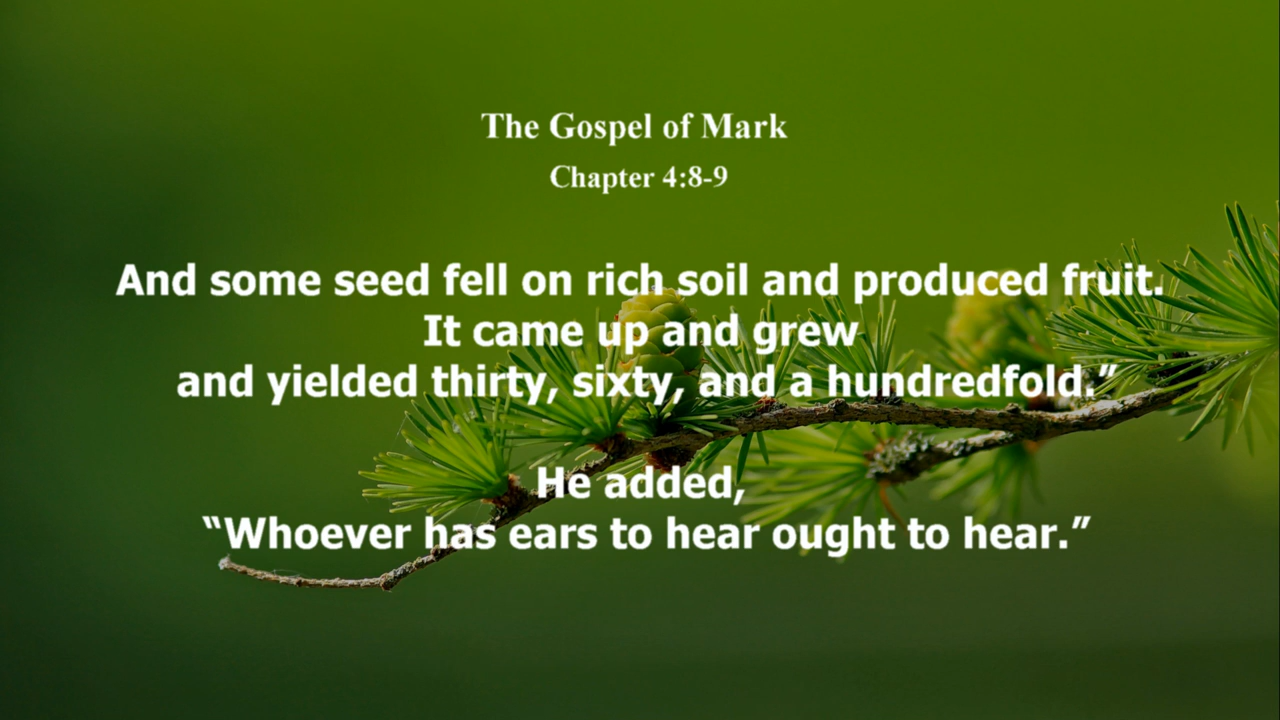 The Gospel of Mark
Chapter 4:8-9
And some seed fell on rich soil and produced fruit.
It came up and grew
and yielded thirty, sixty, and a hundredfold.”
He added,
“Whoever has ears to hear ought to hear.”